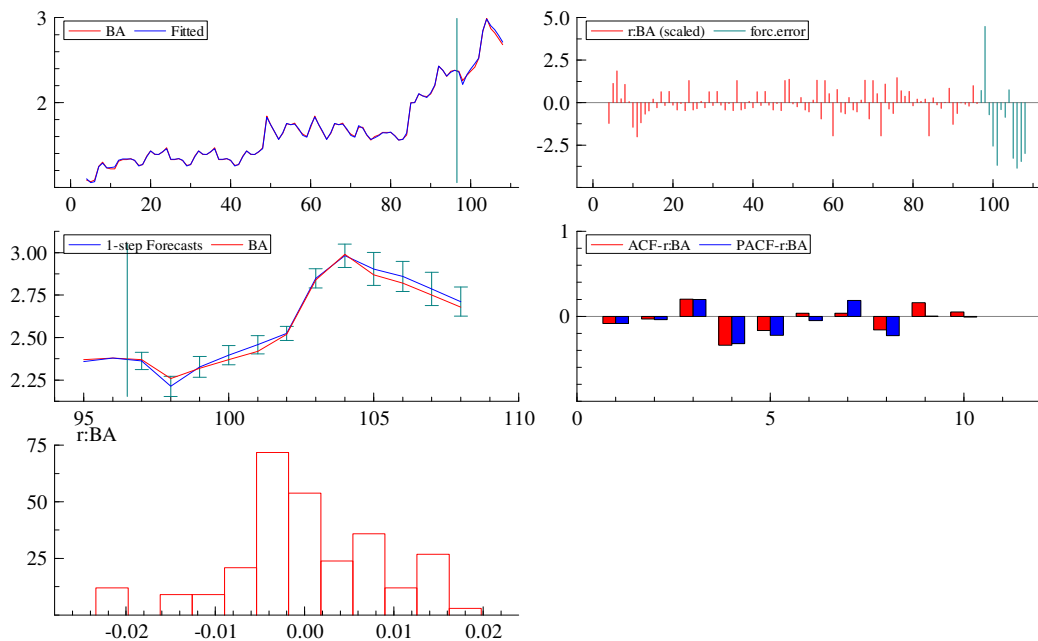 BA Fitted
3
2
0 20 40 60 80 100
r:BA (scaled) forc.error
5.0
2.5
0.0
-2.5
0 20 40 60 80 100
1-step Forecasts BA
3.00
2.75
2.50
2.25
95 100 105 110
ACF-r:BA PACF-r:BA
1
0
0 5 10
r:BA
75
50
25
-0.02 -0.01 0.00 0.01 0.02